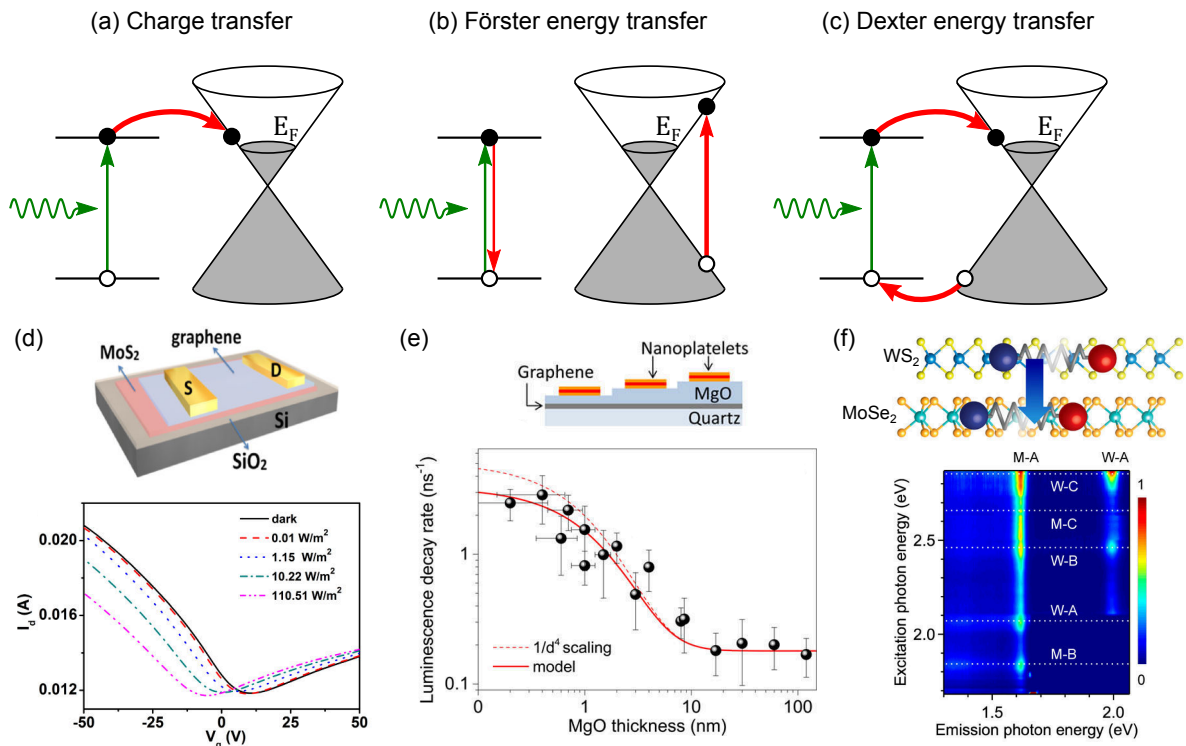 (a) Charge transfer
(b) Förster energy transfer
(c) Dexter energy transfer
E_F
E_F
E_F
(d)
graphene
MoS₂
S
D
Si
SiO₂
dark
0.01 W/m²
1.15 W/m²
10.22 W/m²
110.51 W/m²
I_d (A)
0.020
0.016
0.012
-50
-25
0
25
50
V_g (V)
(e)
Nanoplatelets
Graphene
MgO
Quartz
Luminescence decay rate (ns⁻¹)
1
0.1
1/d⁴ scaling
model
0
1
10
100
MgO thickness (nm)
(f)
WS₂
MoSe₂
M-A
W-A
W-C
M-C
W-B
W-A
M-B
1
0
Excitation photon energy (eV)
2.5
2.0
1.5
2.0
Emission photon energy (eV)